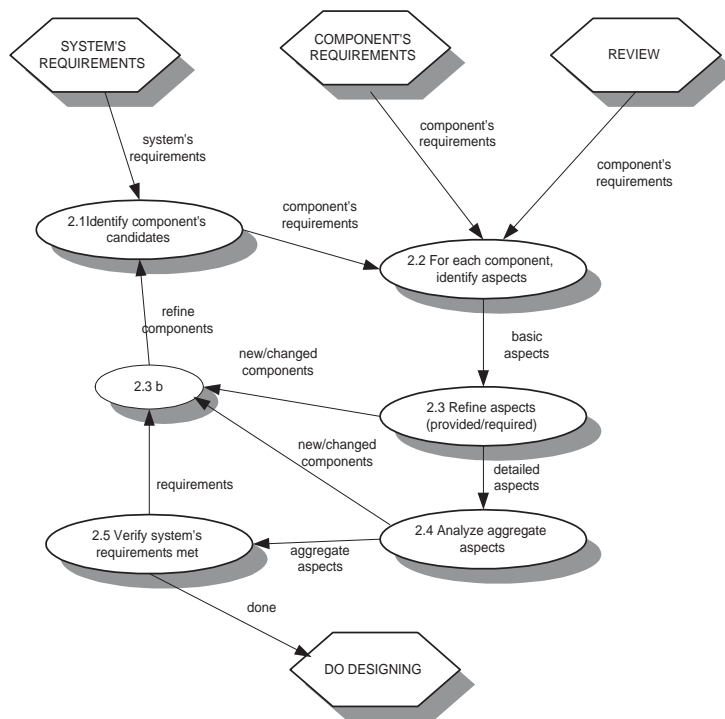 SYSTEM'S
REQUIREMENTS
COMPONENT'S
REQUIREMENTS
REVIEW
system's
requirements
component's
requirements
component's
requirements
2.1Identify component's
candidates
component's
requirements
2.2 For each component,
identify aspects
refine
components
basic
aspects
new/changed
components
2.3 b
2.3 Refine aspects
(provided/required)
new/changed
components
detailed
aspects
requirements
2.5 Verify system's
requirements met
aggregate
aspects
2.4 Analyze aggregate
aspects
done
DO DESIGNING